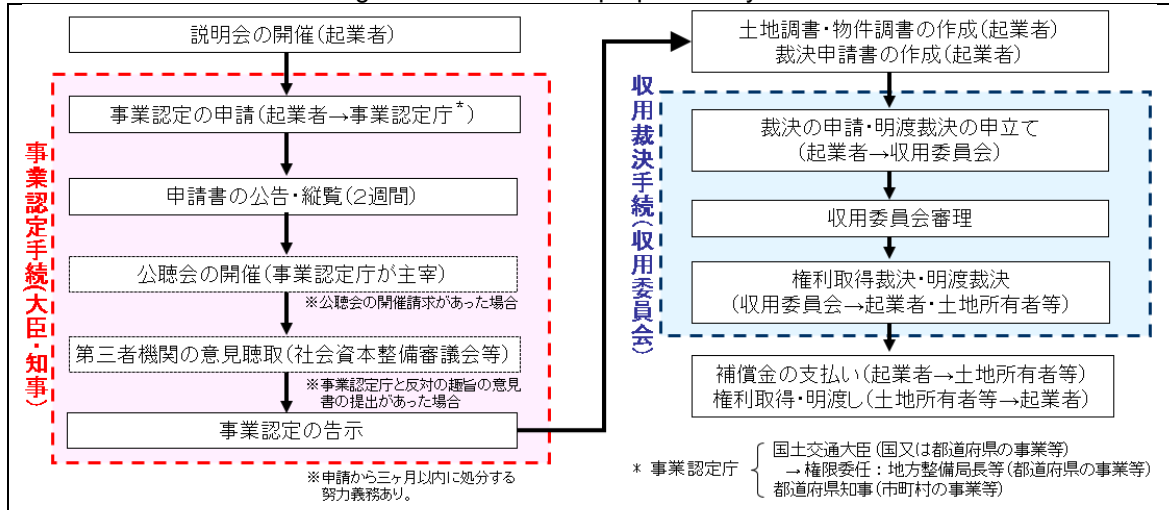 説明会の開催(起業者)
事業認定手続(大臣・知事)
事業認定の申請(起業者→事業認定庁*)
申請書の公告・縦覧(2週間)
公聴会の開催(事業認定庁が主宰)
※公聴会の開催請求があった場合
第三者機関の意見聴取(社会資本整備審議会等)
※事業認定庁と反対の趣旨の意見
書の提出があった場合
事業認定の告示
※申請から三ヶ月以内に処分する
努力義務あり。
土地調書・物件調書の作成(起業者)
裁決申請書の作成(起業者)
収用裁決手続(収用委員会)
裁決の申請・明渡裁決の申立て
(起業者→収用委員会)
収用委員会審理
権利取得裁決・明渡裁決
(収用委員会→起業者・土地所有者等)
補償金の支払い(起業者→土地所有者等)
権利取得・明渡し(土地所有者等→起業者)
* 事業認定庁
国土交通大臣(国又は都道府県の事業等)
→権限委任:地方整備局長等(都道府県の事業等)
都道府県知事(市町村の事業等)